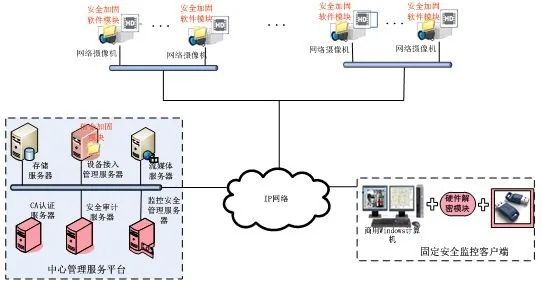 安全加固
软件模块
安全加固
软件模块
安全加固
软件模块
安全加固
软件模块
HD
HD
HD
HD
网络摄像机
网络摄像机
网络摄像机
网络摄像机
安全加固
模块
存储
服务器
设备接入
管理服务器
流媒体
服务器
CA认证
服务器
安全审计
服务器
监控安全
管理服务
器
中心管理服务平台
IP网络
商用Windows计算
机
硬件解
密模块
固定安全监控客户端